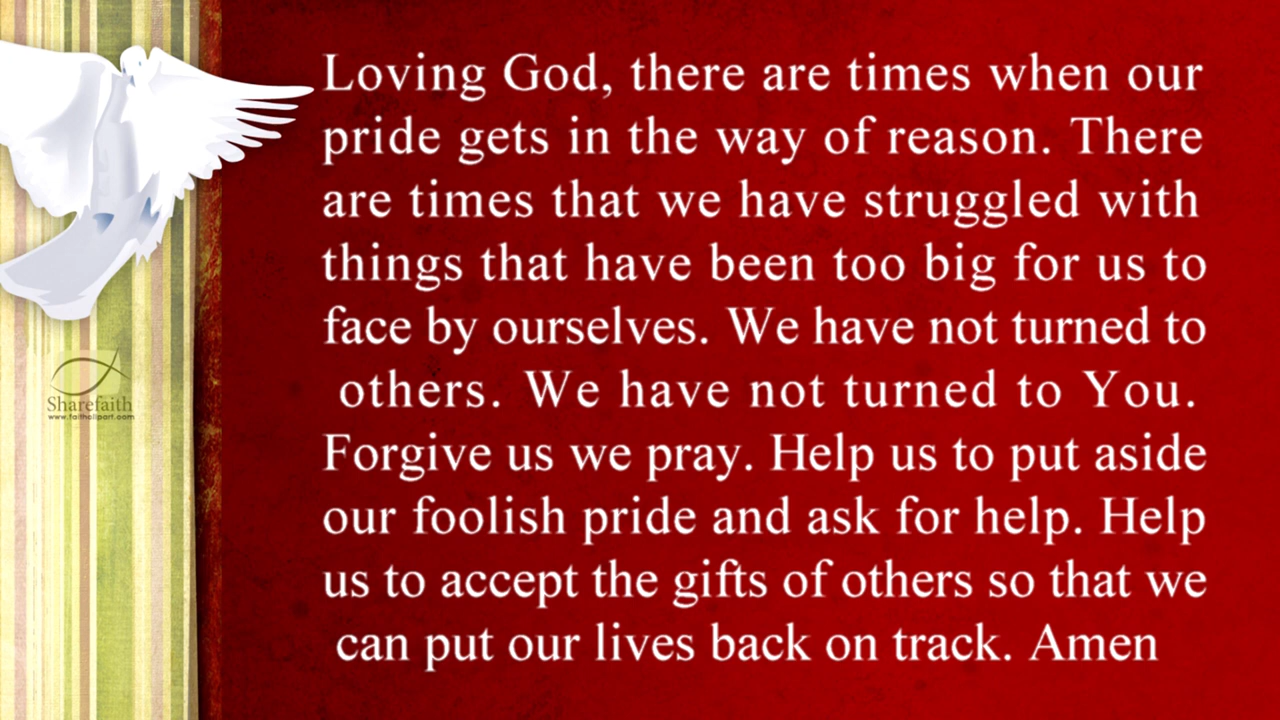 Loving God, there are times when our
pride gets in the way of reason. There
are times that we have struggled with
things that have been too big for us to
face by ourselves. We have not turned to
others. We have not turned to You.
Forgive us we pray. Help us to put aside
our foolish pride and ask for help. Help
us to accept the gifts of others so that we
can put our lives back on track. Amen
Sharefaith
www.faithclipart.com